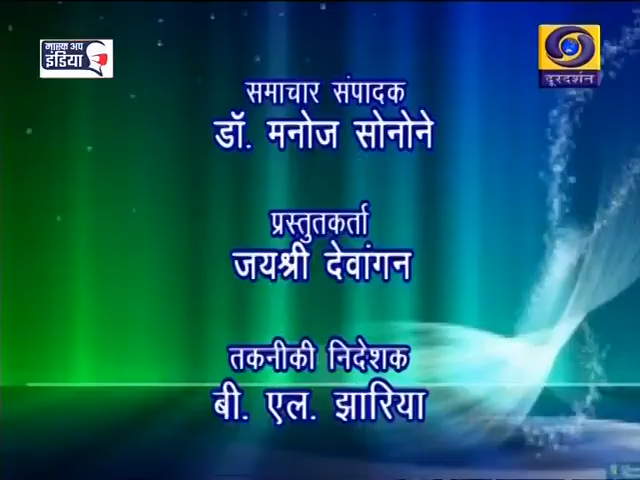 मास्क अप
इंडिया
दूरदर्शन
समाचार संपादक
डॉ. मनोज सोनोने
प्रस्तुतकर्ता
जयश्री देवांगन
तकनीकी निदेशक
बी. एल. झारिया